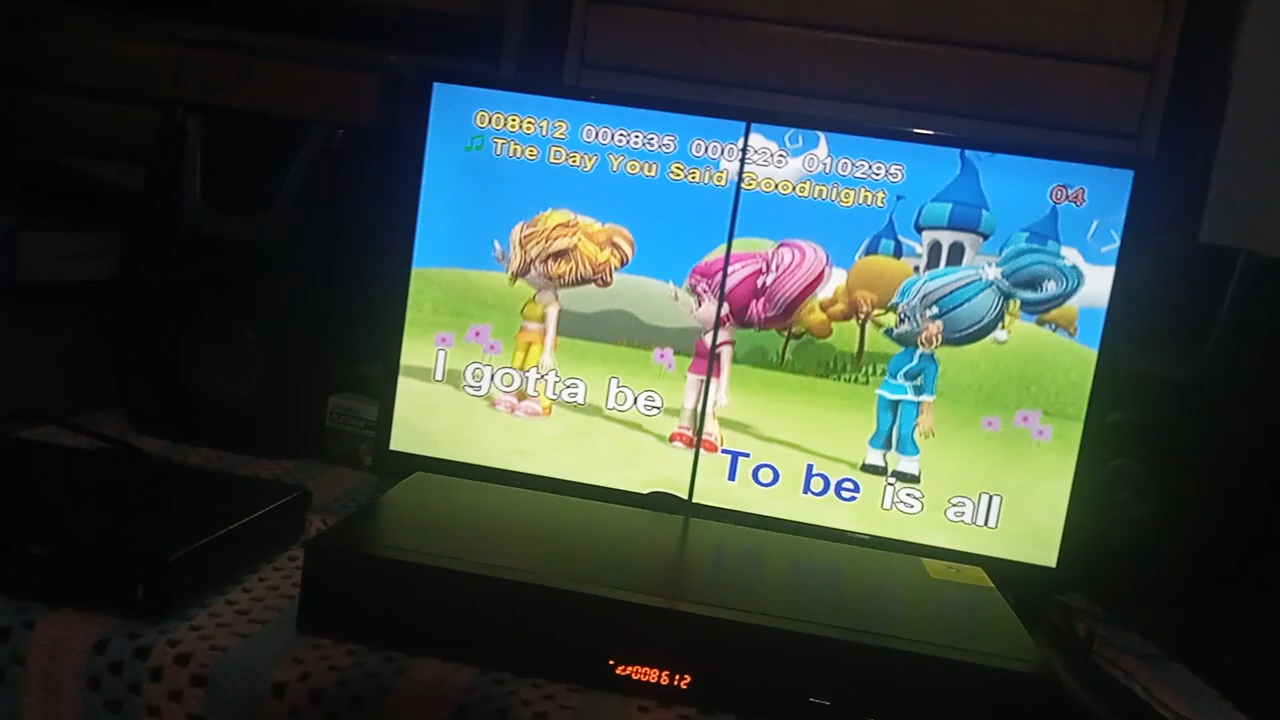 008612 006835 000226 010295
The Day You Said Goodnight
04
I gotta be
To be is all
008612